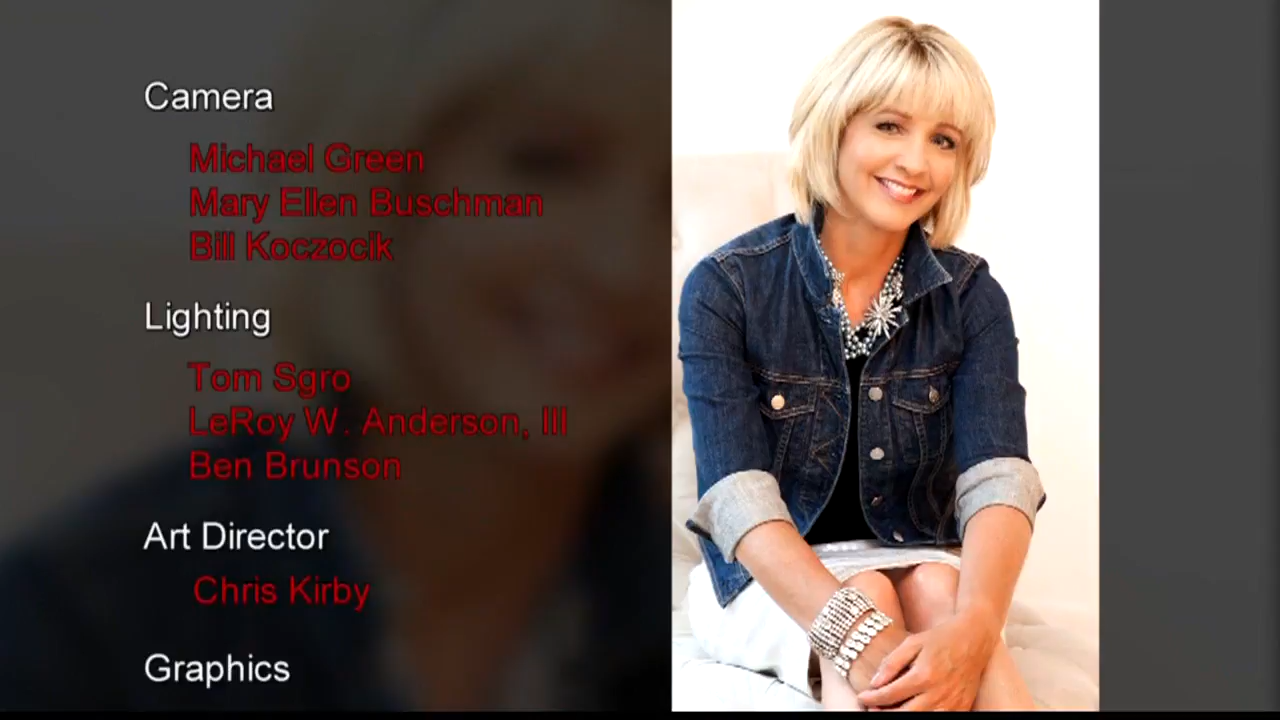 Camera
Michael Green
Mary Ellen Buschman
Bill Koczocik
Lighting
Tom Sgro
LeRoy W. Anderson, III
Ben Brunson
Art Director
Chris Kirby
Graphics